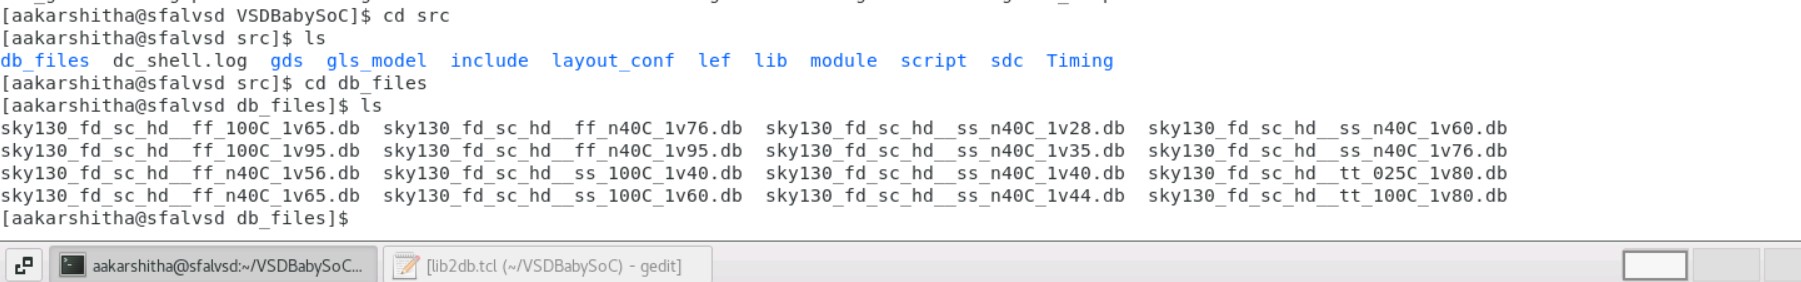 [aakarshitha@sfalvsd VSDBabySoC]$ cd src
[aakarshitha@sfalvsd src]$ ls
db_files  dc_shell.log  gds  gls_model  include  layout_conf  lef  lib  module  script  sdc  Timing
[aakarshitha@sfalvsd src]$ cd db_files
[aakarshitha@sfalvsd db_files]$ ls
sky130_fd_sc_hd__ff_100C_1v65.db  sky130_fd_sc_hd__ff_n40C_1v76.db  sky130_fd_sc_hd__ss_n40C_1v28.db  sky130_fd_sc_hd__ss_n40C_1v60.db
sky130_fd_sc_hd__ff_100C_1v95.db  sky130_fd_sc_hd__ff_n40C_1v95.db  sky130_fd_sc_hd__ss_n40C_1v35.db  sky130_fd_sc_hd__ss_n40C_1v76.db
sky130_fd_sc_hd__ff_n40C_1v56.db  sky130_fd_sc_hd__ss_100C_1v40.db  sky130_fd_sc_hd__ss_n40C_1v40.db  sky130_fd_sc_hd__tt_025C_1v80.db
sky130_fd_sc_hd__ff_n40C_1v65.db  sky130_fd_sc_hd__ss_100C_1v60.db  sky130_fd_sc_hd__ss_n40C_1v44.db  sky130_fd_sc_hd__tt_100C_1v80.db
[aakarshitha@sfalvsd db_files]$
aakarshitha@sfalvsd:~/VSDBabySoC...  [lib2db.tcl (~/VSDBabySoC) - gedit]